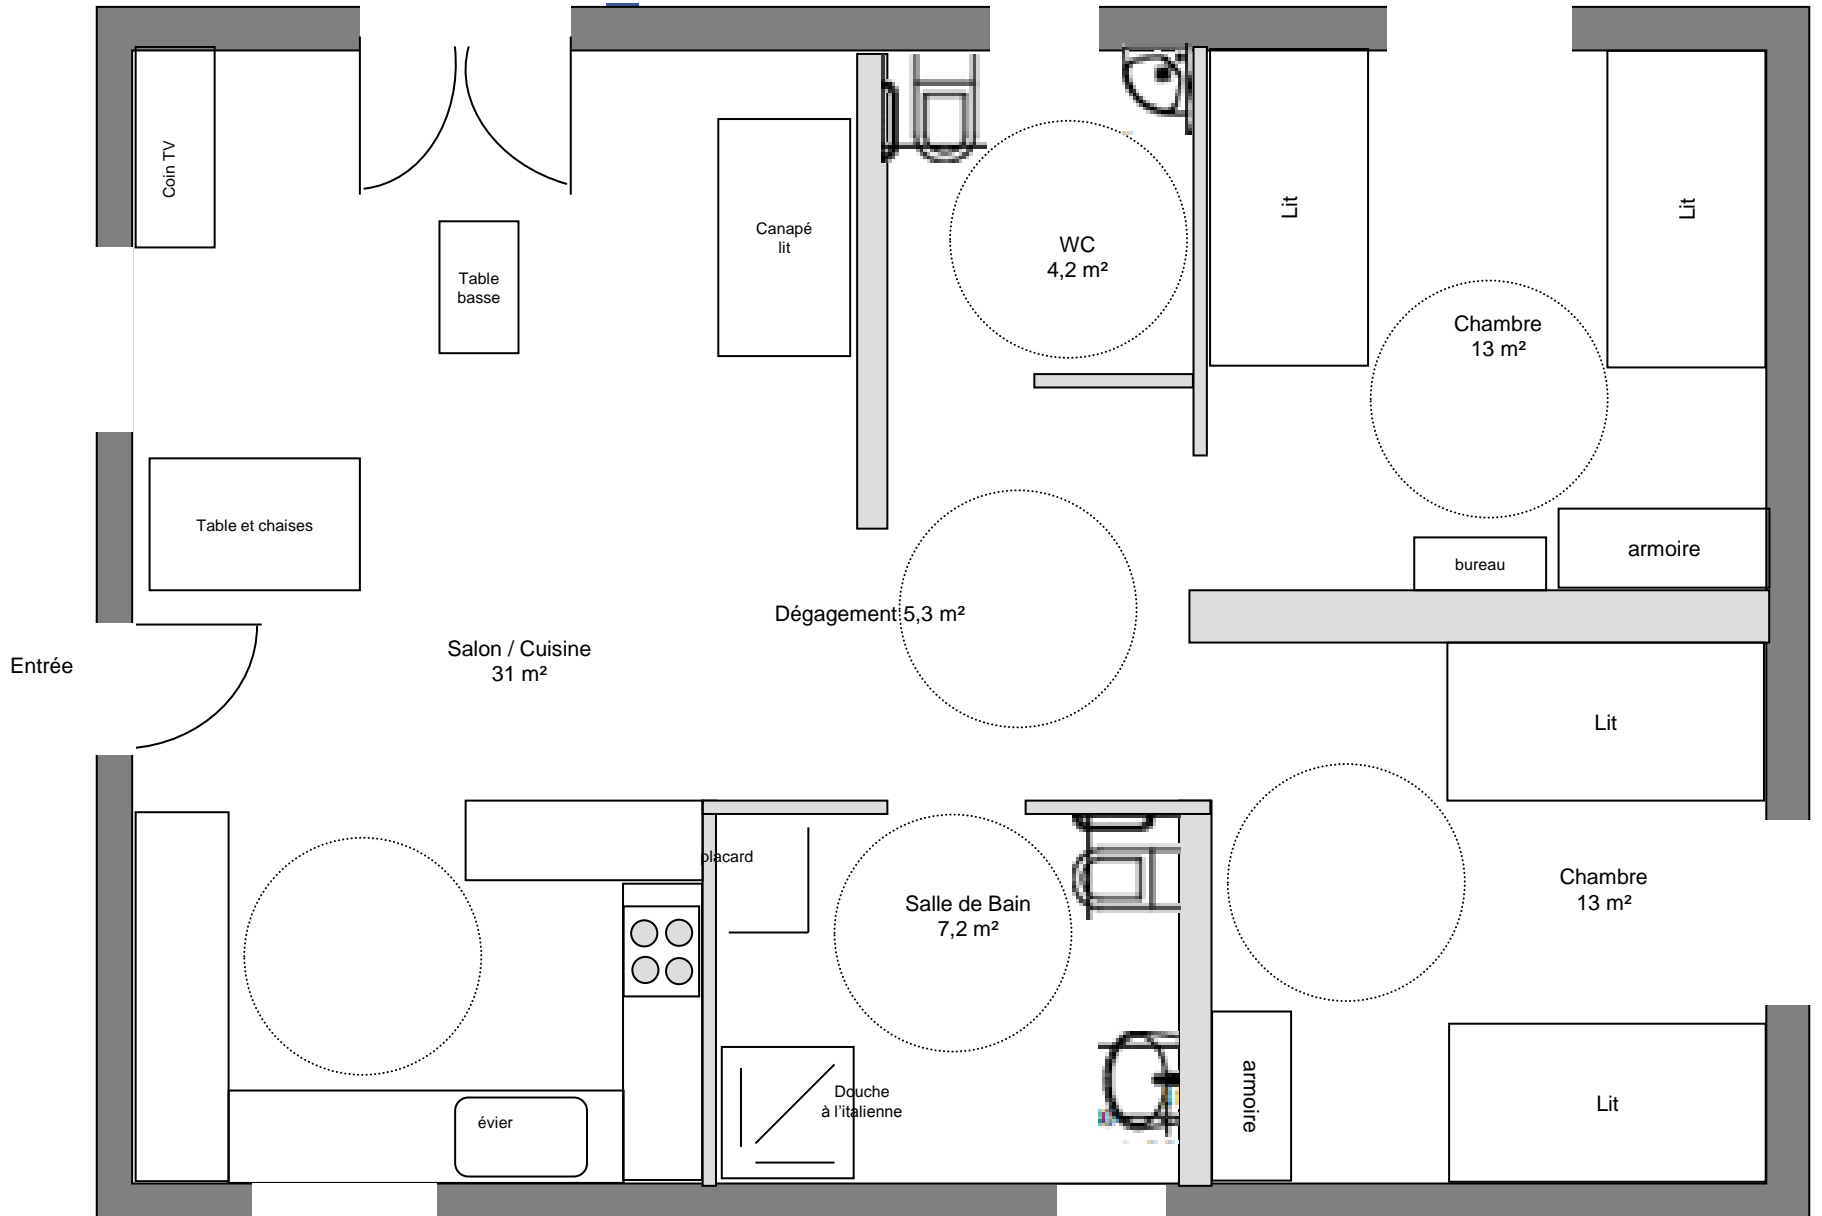 Coin TV
Canapé
lit
Table
basse
WC
4,2 m²
Lit
Lit
Chambre
13 m²
Table et chaises
armoire
bureau
Dégagement 5,3 m²
Entrée
Salon / Cuisine
31 m²
Lit
placard
Salle de Bain
7,2 m²
Chambre
13 m²
Douche
à l'italienne
évier
armoire
Lit